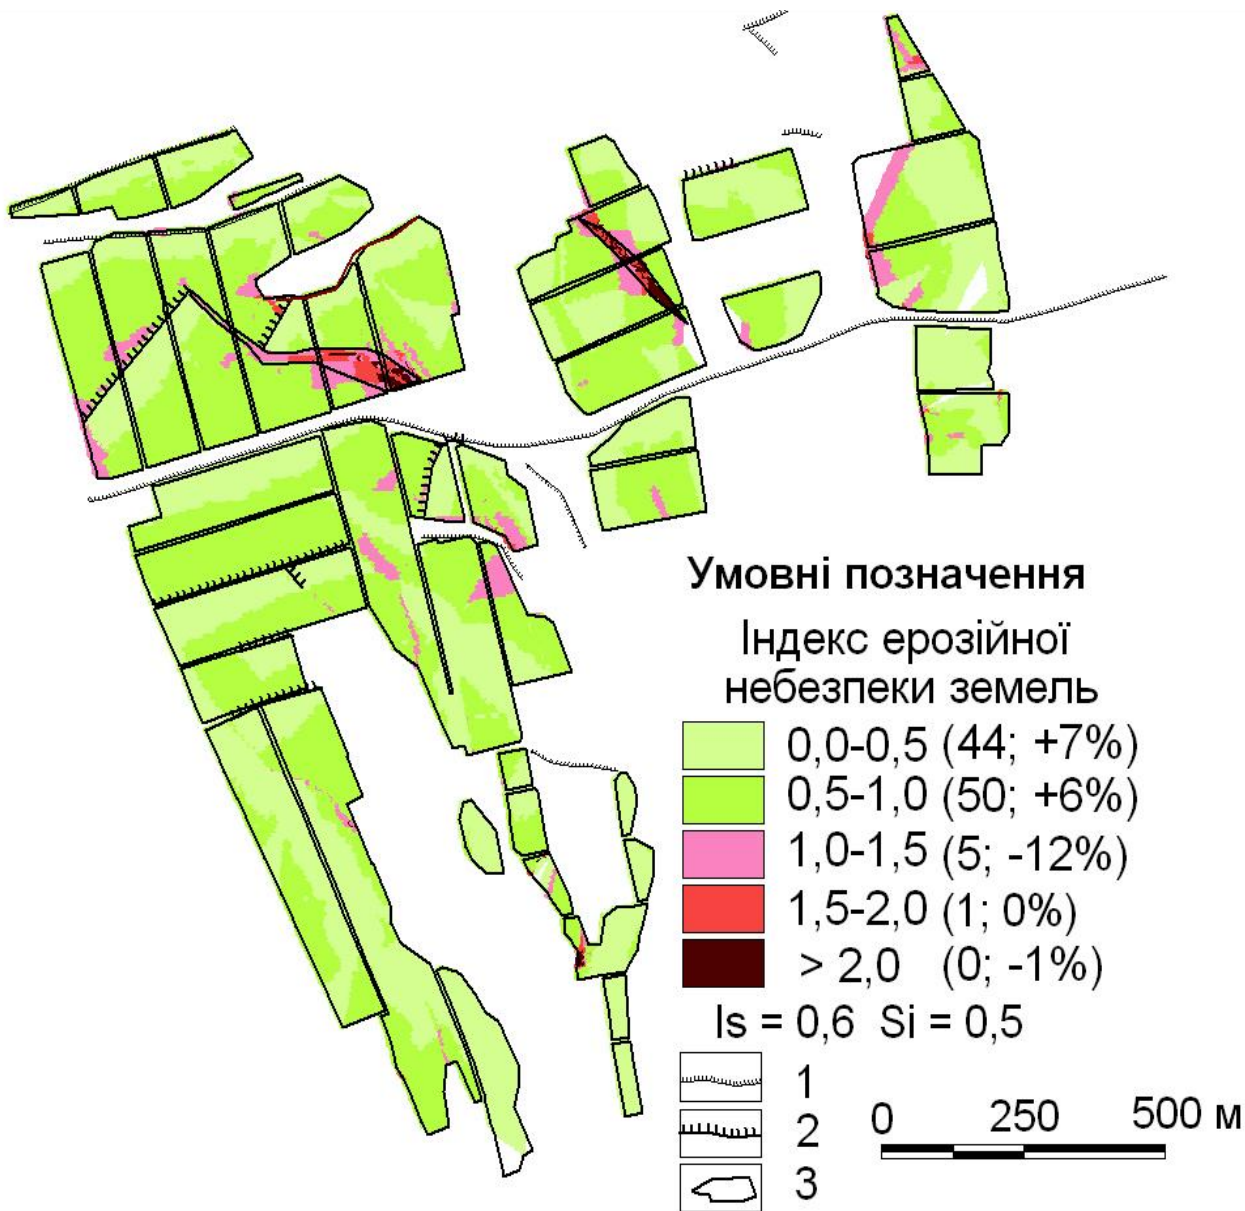 Умовні позначення
Індекс ерозійної
небезпеки земель
0,0-0,5 (44; +7%)
0,5-1,0 (50; +6%)
1,0-1,5 (5; -12%)
1,5-2,0 (1; 0%)
> 2,0 (0; -1%)
Is = 0,6 Si = 0,5
1
2
3
0 250 500 м